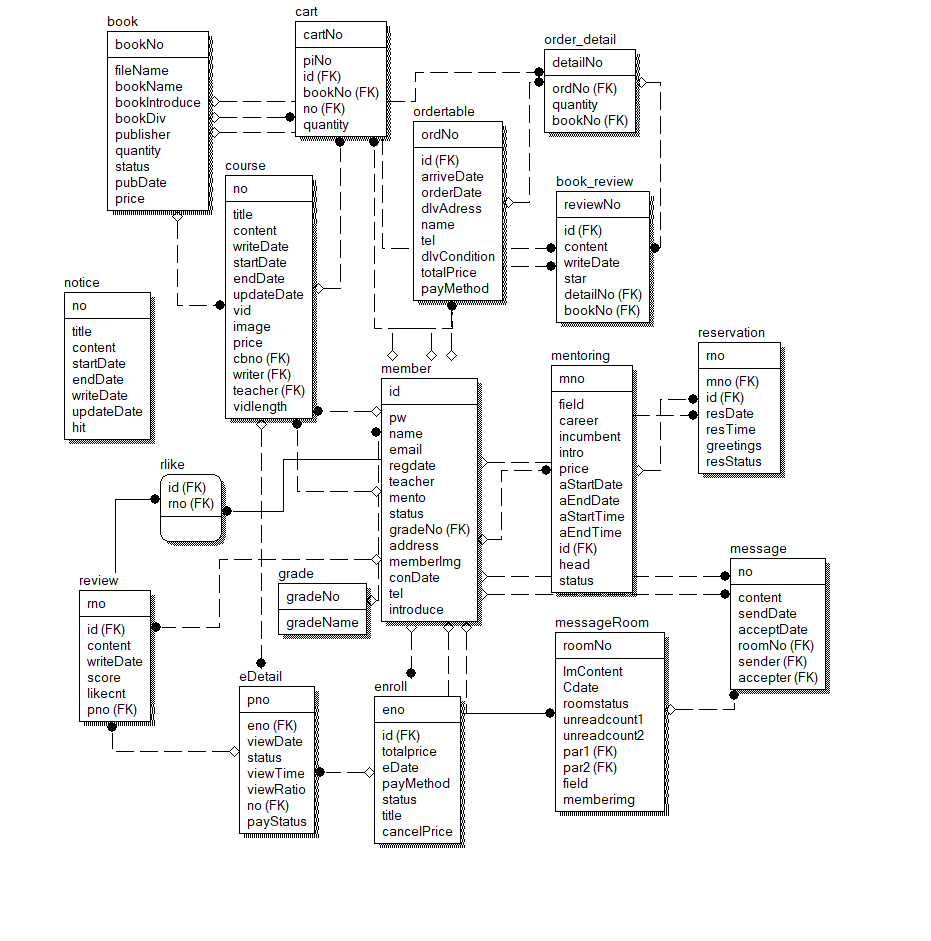 book
bookNo
fileName
bookName
bookIntroduce
bookDiv
publisher
quantity
status
pubDate
price
cart
cartNo
piNo
id (FK)
bookNo (FK)
no (FK)
quantity
order_detail
detailNo
ordNo (FK)
quantity
bookNo (FK)
ordertable
ordNo
id (FK)
arriveDate
orderDate
dlvAdress
name
tel
dlvCondition
totalPrice
payMethod
course
no
title
content
writeDate
startDate
endDate
updateDate
vid
image
price
cbno (FK)
writer (FK)
teacher (FK)
vidlength
book_review
reviewNo
id (FK)
content
writeDate
star
detailNo (FK)
bookNo (FK)
notice
no
title
content
startDate
endDate
writeDate
updateDate
hit
reservation
rno
mno (FK)
id (FK)
resDate
resTime
greetings
resStatus
member
id
pw
name
email
regdate
teacher
mento
status
gradeNo (FK)
address
memberImg
conDate
tel
introduce
mentoring
mno
field
career
incumbent
intro
price
aStartDate
aEndDate
aStartTime
aEndTime
id (FK)
head
status
rlike
id (FK)
rno (FK)
message
no
content
sendDate
acceptDate
roomNo (FK)
sender (FK)
accepter (FK)
grade
gradeNo
gradeName
review
rno
id (FK)
content
writeDate
score
likecnt
pno (FK)
messageRoom
roomNo
lmContent
Cdate
roomstatus
unreadcount1
unreadcount2
par1 (FK)
par2 (FK)
field
memberimg
eDetail
pno
eno (FK)
viewDate
status
viewTime
viewRatio
no (FK)
payStatus
enroll
eno
id (FK)
totalprice
eDate
payMethod
status
title
cancelPrice